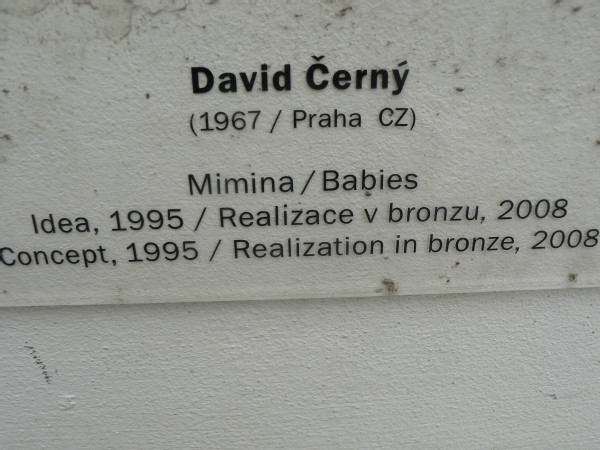 David Černý
(1967 / Praha CZ)
Mimina / Babies
Idea, 1995 / Realizace v bronzu, 2008
Concept, 1995 / Realization in bronze, 2008